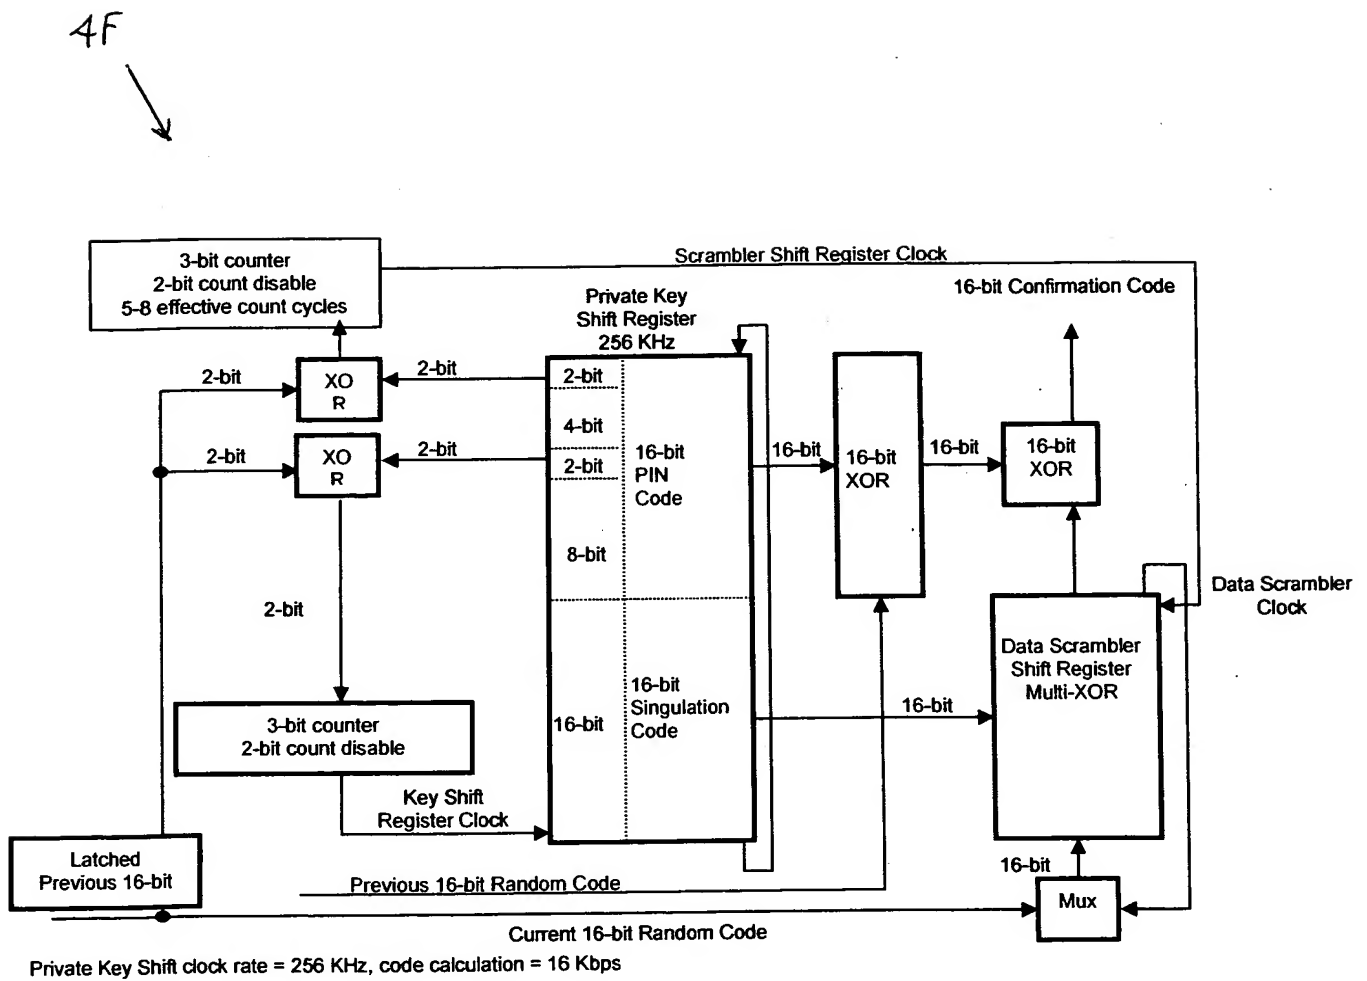 4F
3-bit counter
2-bit count disable
5-8 effective count cycles
Scrambler Shift Register Clock
16-bit Confirmation Code
Private Key
Shift Register
256 KHz
2-bit
XO
R
2-bit
2-bit
4-bit
2-bit
XO
R
2-bit
2-bit
16-bit
PIN
Code
16-bit
16-bit
XOR
16-bit
16-bit
XOR
8-bit
2-bit
Data Scrambler
Clock
Data Scrambler
Shift Register
Multi-XOR
16-bit
16-bit
Singulation
Code
16-bit
3-bit counter
2-bit count disable
Key Shift
Register Clock
Latched
Previous 16-bit
Previous 16-bit Random Code
16-bit
Mux
Current 16-bit Random Code
Private Key Shift clock rate = 256 KHz, code calculation = 16 Kbps